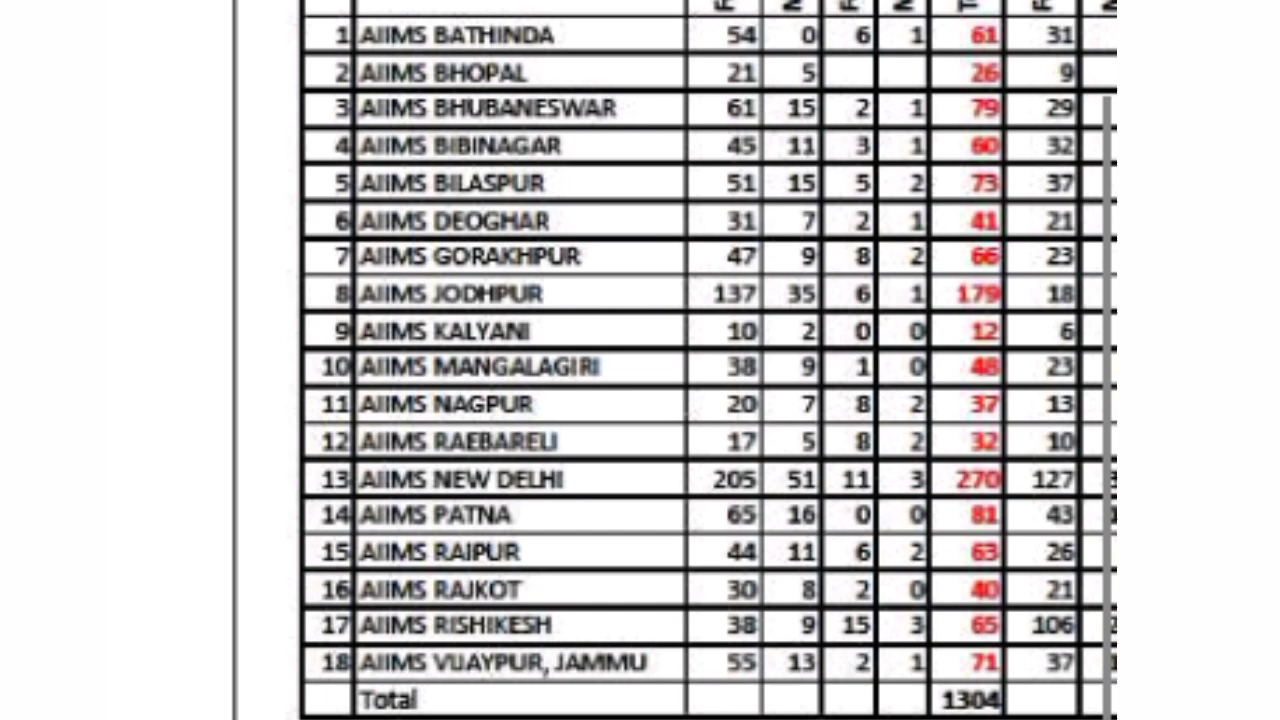 1 AIIMS BATHINDA 54 0 6 1 61 31
2 AIIMS BHOPAL 21 5 26 9
3 AIIMS BHUBANESWAR 61 15 2 1 79 29
4 AIIMS BIBINAGAR 45 11 3 1 60 32
5 AIIMS BILASPUR 51 15 5 2 73 37
6 AIIMS DEOGHAR 31 7 2 1 41 21
7 AIIMS GORAKHPUR 47 9 8 2 66 23
8 AIIMS JODHPUR 137 35 6 1 179 18
9 AIIMS KALYANI 10 2 0 0 12 6
10 AIIMS MANGALAGIRI 38 9 1 0 48 23
11 AIIMS NAGPUR 20 7 8 2 37 13
12 AIIMS RAEBARELI 17 5 8 2 32 10
13 AIIMS NEW DELHI 205 51 11 3 270 127
14 AIIMS PATNA 65 16 0 0 81 43
15 AIIMS RAIPUR 44 11 6 2 63 26
16 AIIMS RAJKOT 30 8 2 0 40 21
17 AIIMS RISHIKESH 38 9 15 3 65 106
18 AIIMS VIJAYPUR, JAMMU 55 13 2 1 71 37
Total 1304